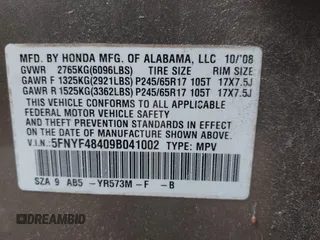 MFD. BY HONDA MFG. OF ALABAMA, LLC 10/'08
GVWR 2765KG(6096LBS) TIRE SIZE RIM SIZE
GAWR F 1325KG(2921LBS) P245/65R17 105T 17X7.5J
GAWR R 1525KG(3362LBS) P245/65R17 105T 17X7.5J
THIS VEHICLE CONFORMS TO ALL APPLICABLE
FEDERAL MOTOR VEHICLE SAFETY AND THEFT
PREVENTION STANDARDS IN EFFECT ON THE DATE OF
MANUFACTURE SHOWN ABOVE.
V.I.N.:5FNYF48409B041002 TYPE: MPV
SZA 9 AB5 -YR573M-F -B
© DEALERBID